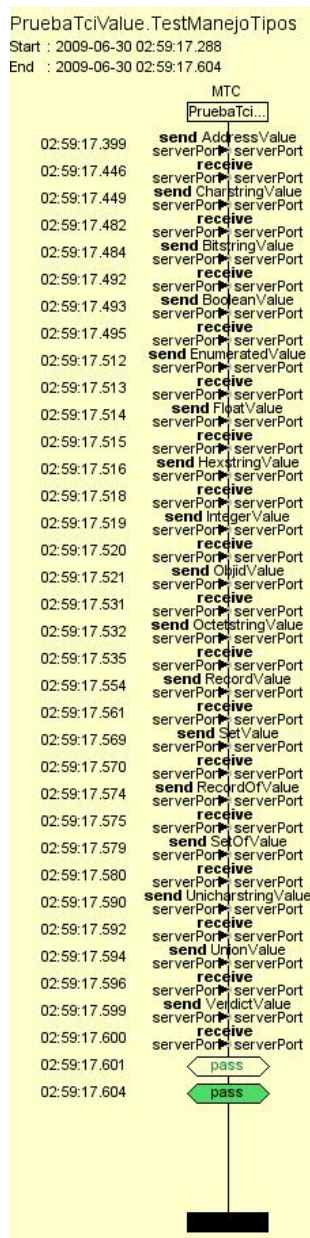 PruebaTciValue.TestManejoTipos
Start : 2009-06-30 02:59:17.288
End : 2009-06-30 02:59:17.604
MTC
PruebaTci...
02:59:17.399 send AddressValue
serverPort serverPort
02:59:17.446 receive
serverPort serverPort
02:59:17.449 send CharstringValue
serverPort serverPort
02:59:17.482 receive
serverPort serverPort
02:59:17.484 send BitstringValue
serverPort serverPort
02:59:17.492 receive
serverPort serverPort
02:59:17.493 send BooleanValue
serverPort serverPort
02:59:17.495 receive
serverPort serverPort
02:59:17.512 send EnumeratedValue
serverPort serverPort
02:59:17.513 receive
serverPort serverPort
02:59:17.514 send FloatValue
serverPort serverPort
02:59:17.515 receive
serverPort serverPort
02:59:17.516 send HexstringValue
serverPort serverPort
02:59:17.518 receive
serverPort serverPort
02:59:17.519 send IntegerValue
serverPort serverPort
02:59:17.520 receive
serverPort serverPort
02:59:17.521 send ObjidValue
serverPort serverPort
02:59:17.531 receive
serverPort serverPort
02:59:17.532 send OctetstringValue
serverPort serverPort
02:59:17.535 receive
serverPort serverPort
02:59:17.554 send RecordValue
serverPort serverPort
02:59:17.561 receive
serverPort serverPort
02:59:17.569 send SetValue
serverPort serverPort
02:59:17.570 receive
serverPort serverPort
02:59:17.574 send RecordOfValue
serverPort serverPort
02:59:17.575 receive
serverPort serverPort
02:59:17.579 send SetOfValue
serverPort serverPort
02:59:17.580 receive
serverPort serverPort
02:59:17.590 send UnicharstringValue
serverPort serverPort
02:59:17.592 receive
serverPort serverPort
02:59:17.594 send UnionValue
serverPort serverPort
02:59:17.596 receive
serverPort serverPort
02:59:17.599 send VerdictValue
serverPort serverPort
02:59:17.600 receive
serverPort serverPort
02:59:17.601 pass
02:59:17.604 pass